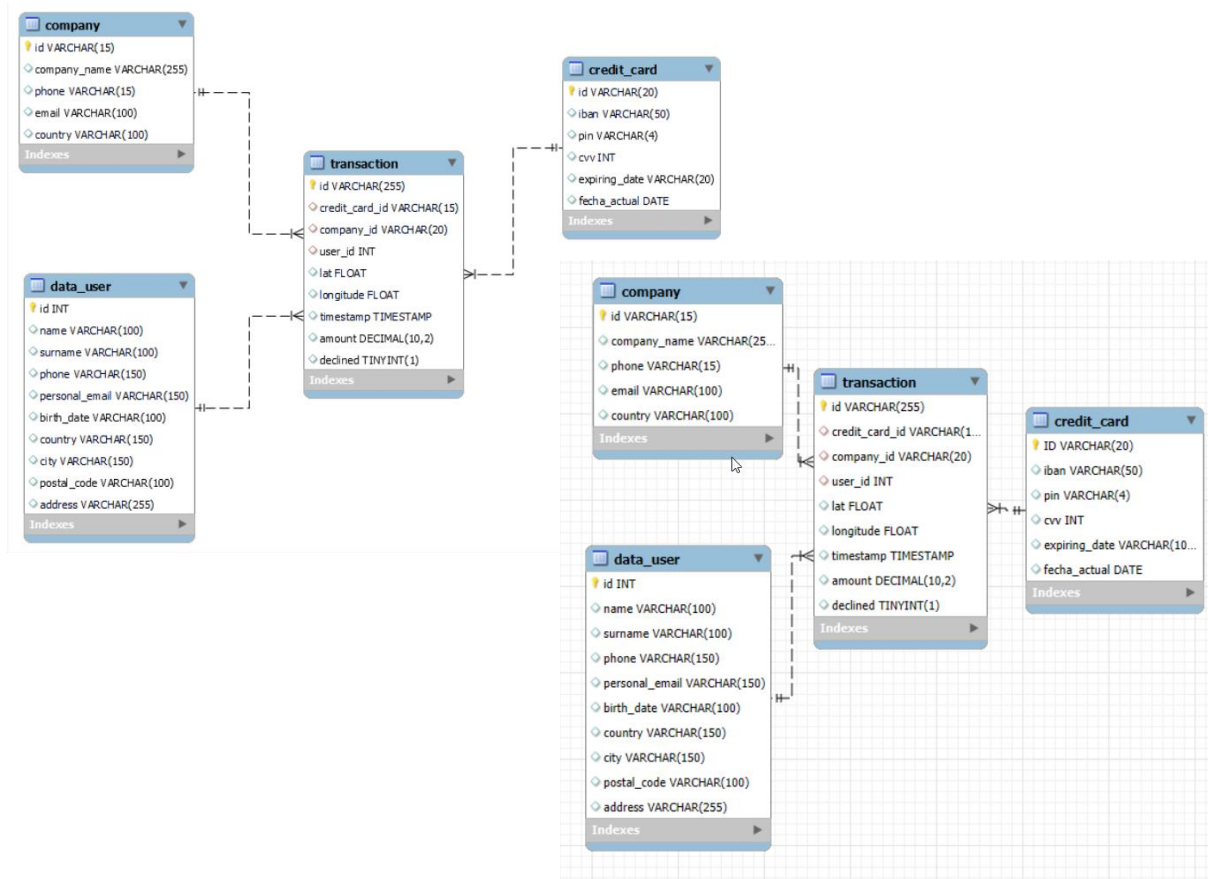 company
id VARCHAR(15)
company_name VARCHAR(255)
phone VARCHAR(15)
email VARCHAR(100)
country VARCHAR(100)
Indexes
data_user
id INT
name VARCHAR(100)
surname VARCHAR(100)
phone VARCHAR(150)
personal_email VARCHAR(150)
birth_date VARCHAR(100)
country VARCHAR(150)
city VARCHAR(150)
postal_code VARCHAR(100)
address VARCHAR(255)
Indexes
transaction
id VARCHAR(255)
credit_card_id VARCHAR(15)
company_id VARCHAR(20)
user_id INT
lat FLOAT
longitude FLOAT
timestamp TIMESTAMP
amount DECIMAL(10,2)
declined TINYINT(1)
Indexes
credit_card
id VARCHAR(20)
iban VARCHAR(50)
pin VARCHAR(4)
cvv INT
expiring_date VARCHAR(20)
fecha_actual DATE
Indexes
company
id VARCHAR(15)
company_name VARCHAR(25...
phone VARCHAR(15)
email VARCHAR(100)
country VARCHAR(100)
Indexes
data_user
id INT
name VARCHAR(100)
surname VARCHAR(100)
phone VARCHAR(150)
personal_email VARCHAR(150)
birth_date VARCHAR(100)
country VARCHAR(150)
city VARCHAR(150)
postal_code VARCHAR(100)
address VARCHAR(255)
Indexes
transaction
id VARCHAR(255)
credit_card_id VARCHAR(1...
company_id VARCHAR(20)
user_id INT
lat FLOAT
longitude FLOAT
timestamp TIMESTAMP
amount DECIMAL(10,2)
declined TINYINT(1)
Indexes
credit_card
ID VARCHAR(20)
iban VARCHAR(50)
pin VARCHAR(4)
cvv INT
expiring_date VARCHAR(10...
fecha_actual DATE
Indexes